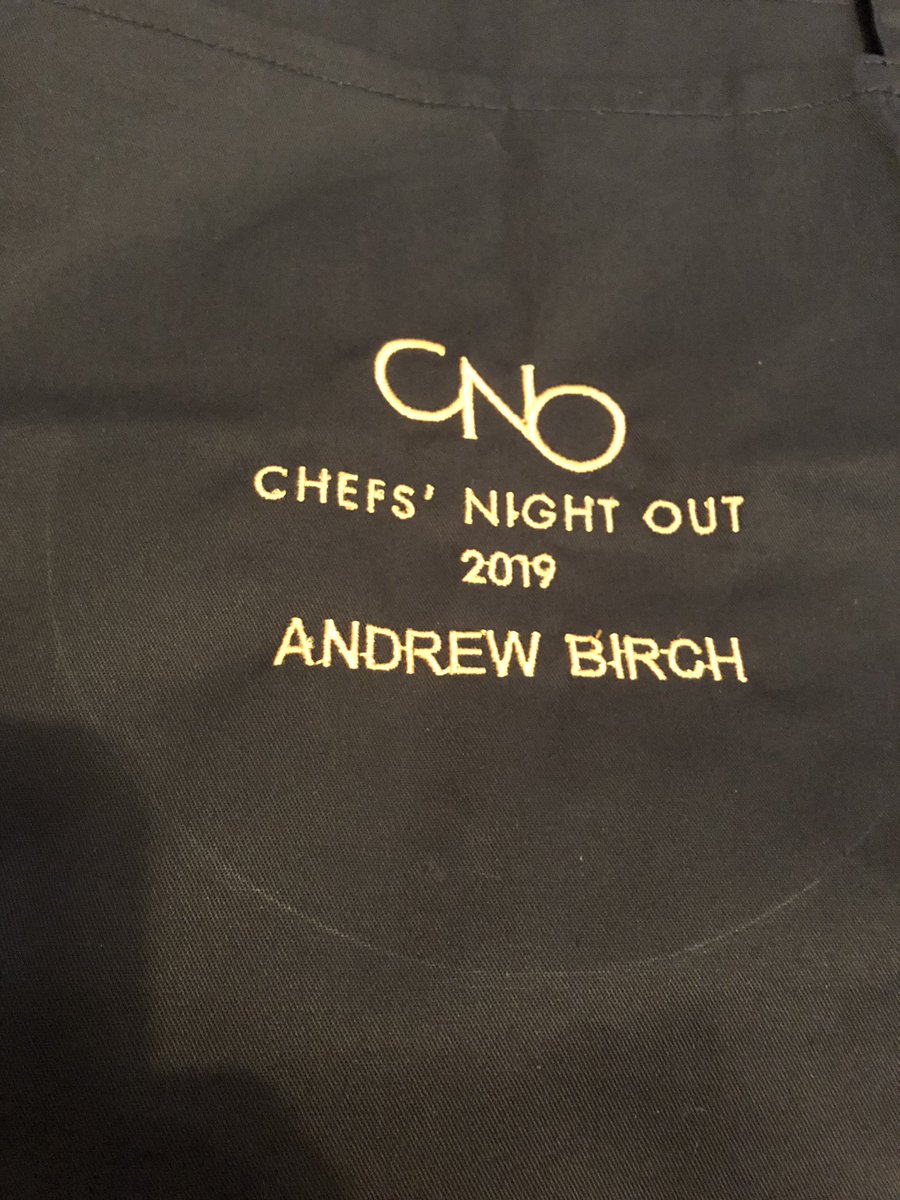 CNO
CHEFS' NIGHT OUT
2019
ANDREW BIRCH